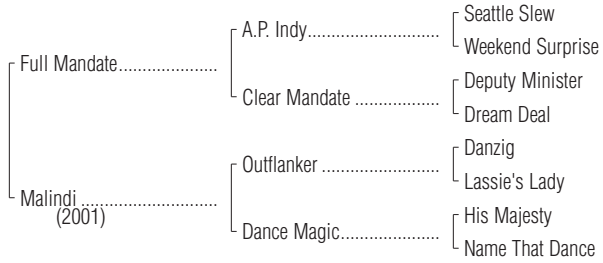 Seattle Slew
A.P. Indy..............................
Weekend Surprise
Full Mandate......................
Deputy Minister
Clear Mandate ...................
Dream Deal
Danzig
Outflanker ...........................
Lassie's Lady
Malindi ...............................
(2001)
His Majesty
Dance Magic......................
Name That Dance